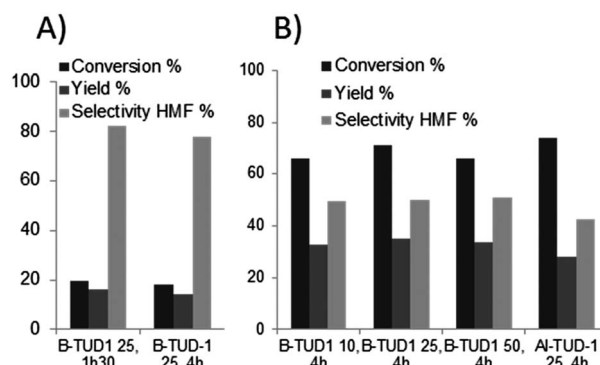 A)
100
80
60
40
20
0
Conversion %
Yield %
Selectivity HMF %
B-TUD1 25,
1h30
B-TUD-1
25, 4h
B)
100
80
60
40
20
0
Conversion %
Yield %
Selectivity HMF %
B-TUD1 10,
4h
B-TUD1 25,
4h
B-TUD1 50,
4h
Al-TUD-1
25, 4h